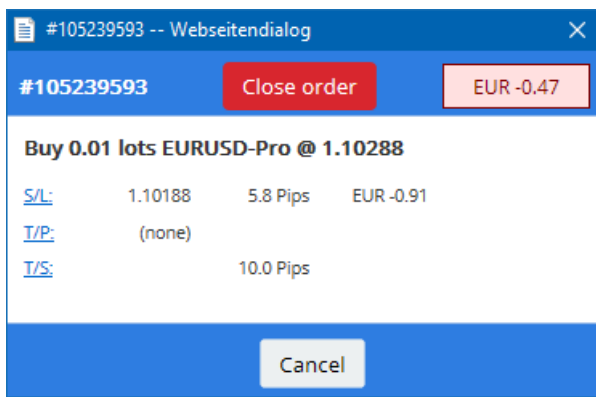 #105239593 -- Webseitendialog
#105239593 Close order EUR -0.47
Buy 0.01 lots EURUSD-Pro @ 1.10288
S/L: 1.10188 5.8 Pips EUR -0.91
T/P: (none)
T/S: 10.0 Pips
Cancel